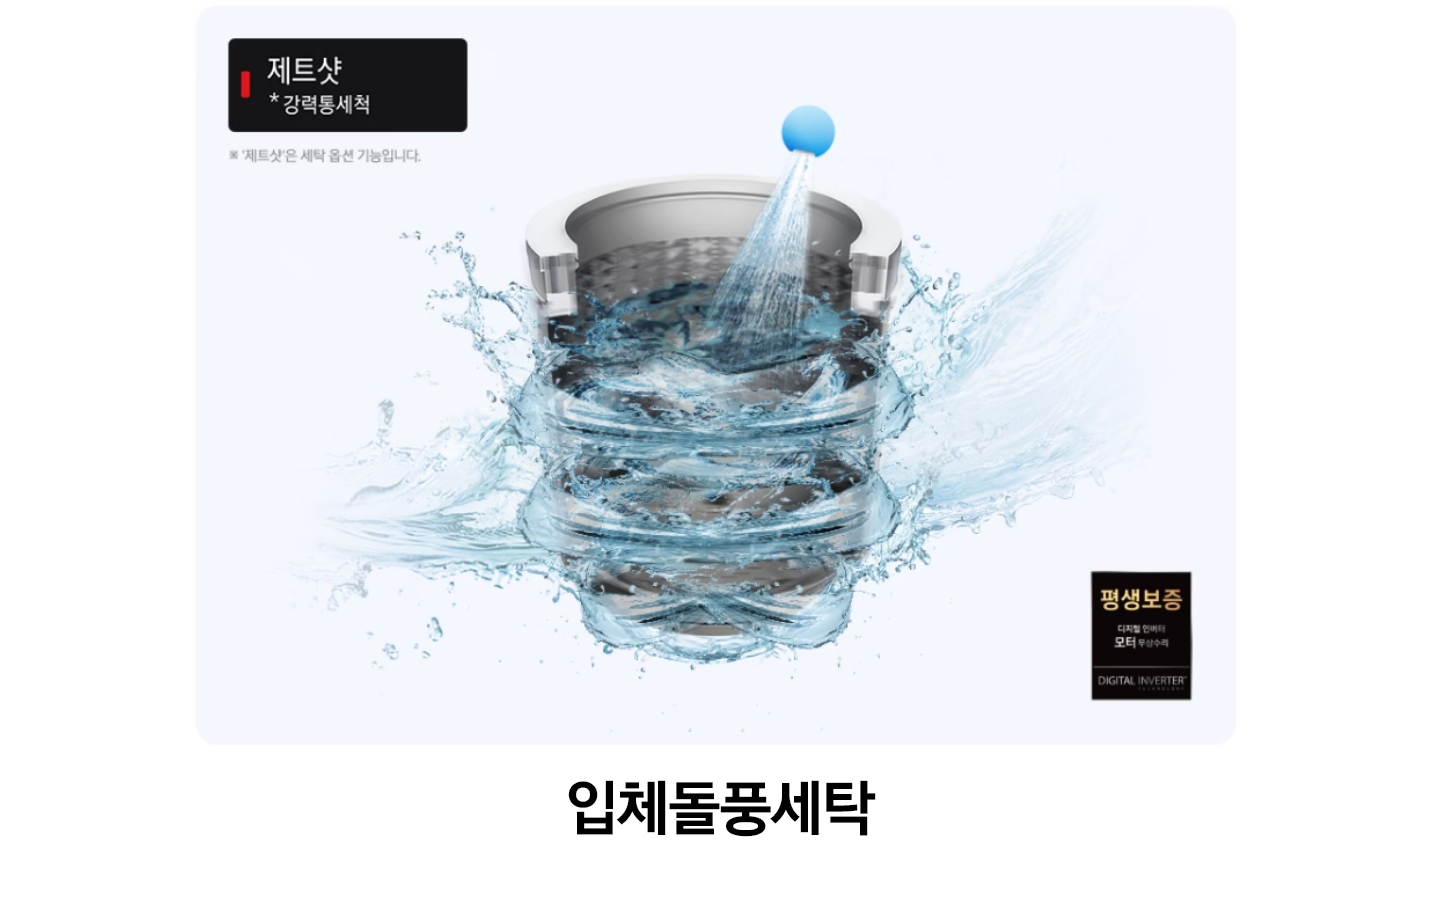 제트샷
*강력통세척
※ '제트샷'은 세탁 옵션 기능입니다.
평생보증
디지털 인버터
모터 무상수리
DIGITAL INVERTER™
TECHNOLOGY
입체돌풍세탁